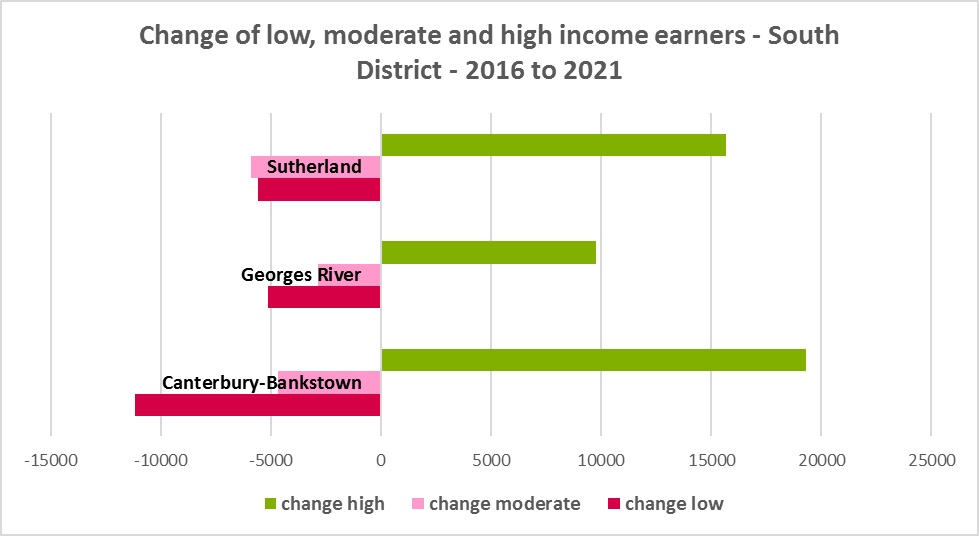 Change of low, moderate and high income earners - South
District - 2016 to 2021
Sutherland
Georges River
Canterbury-Bankstown
-15000 -10000 -5000 0 5000 10000 15000 20000 25000
change high change moderate change low